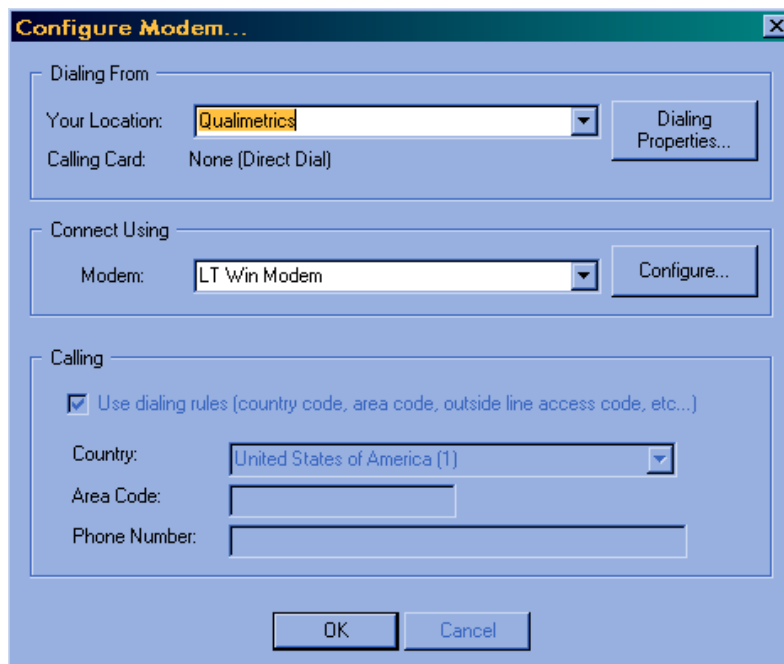 Configure Modem...
Dialing From
Your Location: Qualimetrics
Dialing Properties...
Calling Card: None (Direct Dial)
Connect Using
Modem: LT Win Modem
Configure...
Calling
Use dialing rules (country code, area code, outside line access code, etc...)
Country: United States of America (1)
Area Code:
Phone Number:
OK Cancel